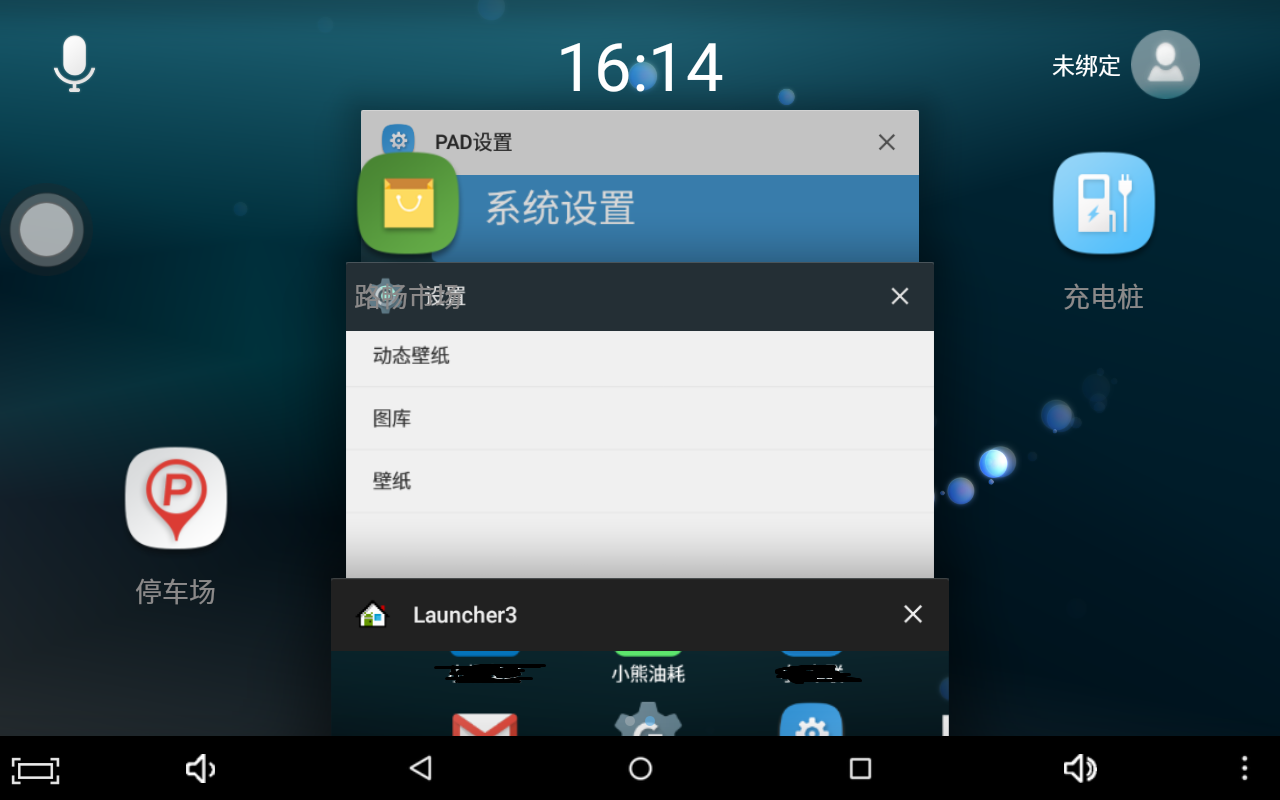 16:14
未绑定
PAD设置
系统设置
路畅市场
设置
充电桩
动态壁纸
图库
壁纸
P
停车场
Launcher3
小熊油耗